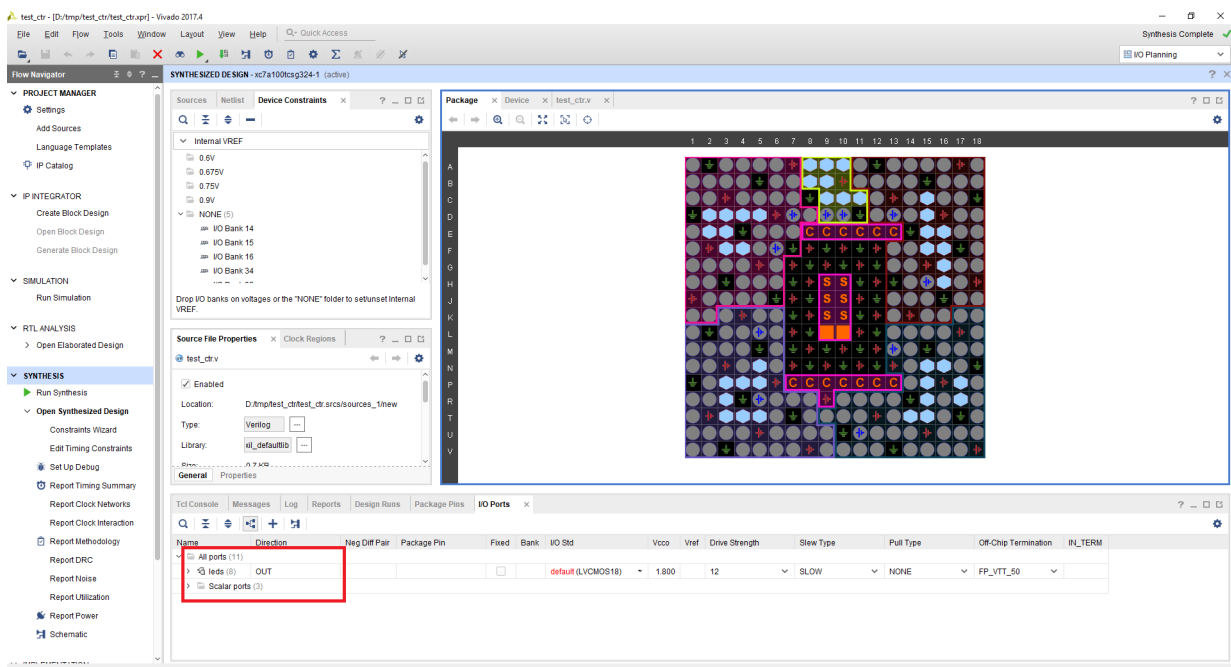 test_ctr - [D:/tmp/test_ctr/test_ctr.xpr] - Vivado 2017.4
File Edit Flow Tools Window Layout View Help Q- Quick Access
Synthesis Complete
I/O Planning
Flow Navigator
SYNTHESIZED DESIGN - xc7a100tcsg324-1 (active)
PROJECT MANAGER
Settings
Add Sources
Language Templates
IP Catalog
IP INTEGRATOR
Create Block Design
Open Block Design
Generate Block Design
SIMULATION
Run Simulation
RTL ANALYSIS
Open Elaborated Design
SYNTHESIS
Run Synthesis
Open Synthesized Design
Constraints Wizard
Edit Timing Constraints
Set Up Debug
Report Timing Summary
Report Clock Networks
Report Clock Interaction
Report Methodology
Report DRC
Report Noise
Report Utilization
Report Power
Schematic
Sources Netlist Device Constraints
Internal VREF
0.6V
0.675V
0.75V
0.9V
NONE (5)
I/O Bank 14
I/O Bank 15
I/O Bank 16
I/O Bank 34
Drop I/O banks on voltages or the "NONE" folder to set/unset internal
VREF.
Source File Properties Clock Regions
test_ctr.v
Enabled
Location: D:/tmp/test_ctr/test_ctr.srcs/sources_1/new
Type: Verilog
Library: xil_defaultlib
General Properties
Package Device test_ctr.v
1 2 3 4 5 6 7 8 9 10 11 12 13 14 15 16 17 18
A
B
C
D
E C C C C C C
F
G
H S S
J S S
K S S
L
M
N
P C C C C C C C
R
T
U
V
Tcl Console Messages Log Reports Design Runs Package Pins I/O Ports
Name Direction Neg Diff Pair Package Pin Fixed Bank I/O Std Vcco Vref Drive Strength Slew Type Pull Type Off-Chip Termination IN_TERM
All ports (11)
leds (8) OUT default (LVCMOS18) 1.800 12 SLOW NONE FP_VTT_50
Scalar ports (3)